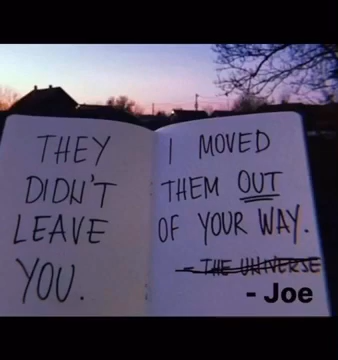 THEY
DIDN'T
LEAVE
YOU.
I MOVED
THEM OUT
OF YOUR WAY.
- THE UNIVERSE
- Joe